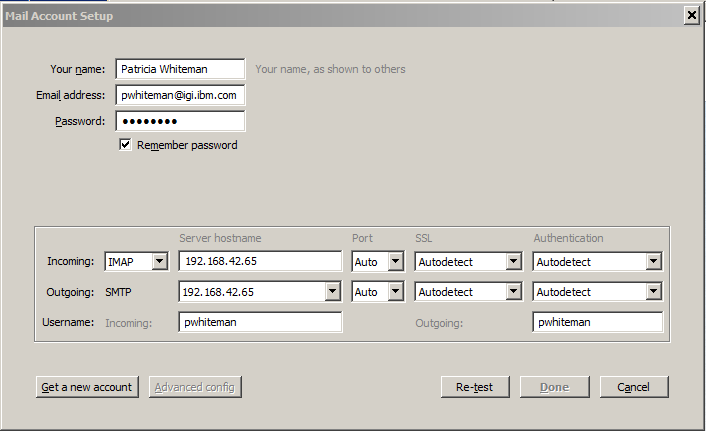 Mail Account Setup
Your name: Patricia Whiteman Your name, as shown to others
Email address: pwhiteman@igi.ibm.com
Password: ●●●●●●●●
Remember password
Server hostname Port SSL Authentication
Incoming: IMAP 192.168.42.65 Auto Autodetect Autodetect
Outgoing: SMTP 192.168.42.65 Auto Autodetect Autodetect
Username: Incoming: pwhiteman Outgoing: pwhiteman
Get a new account Advanced config Re-test Done Cancel